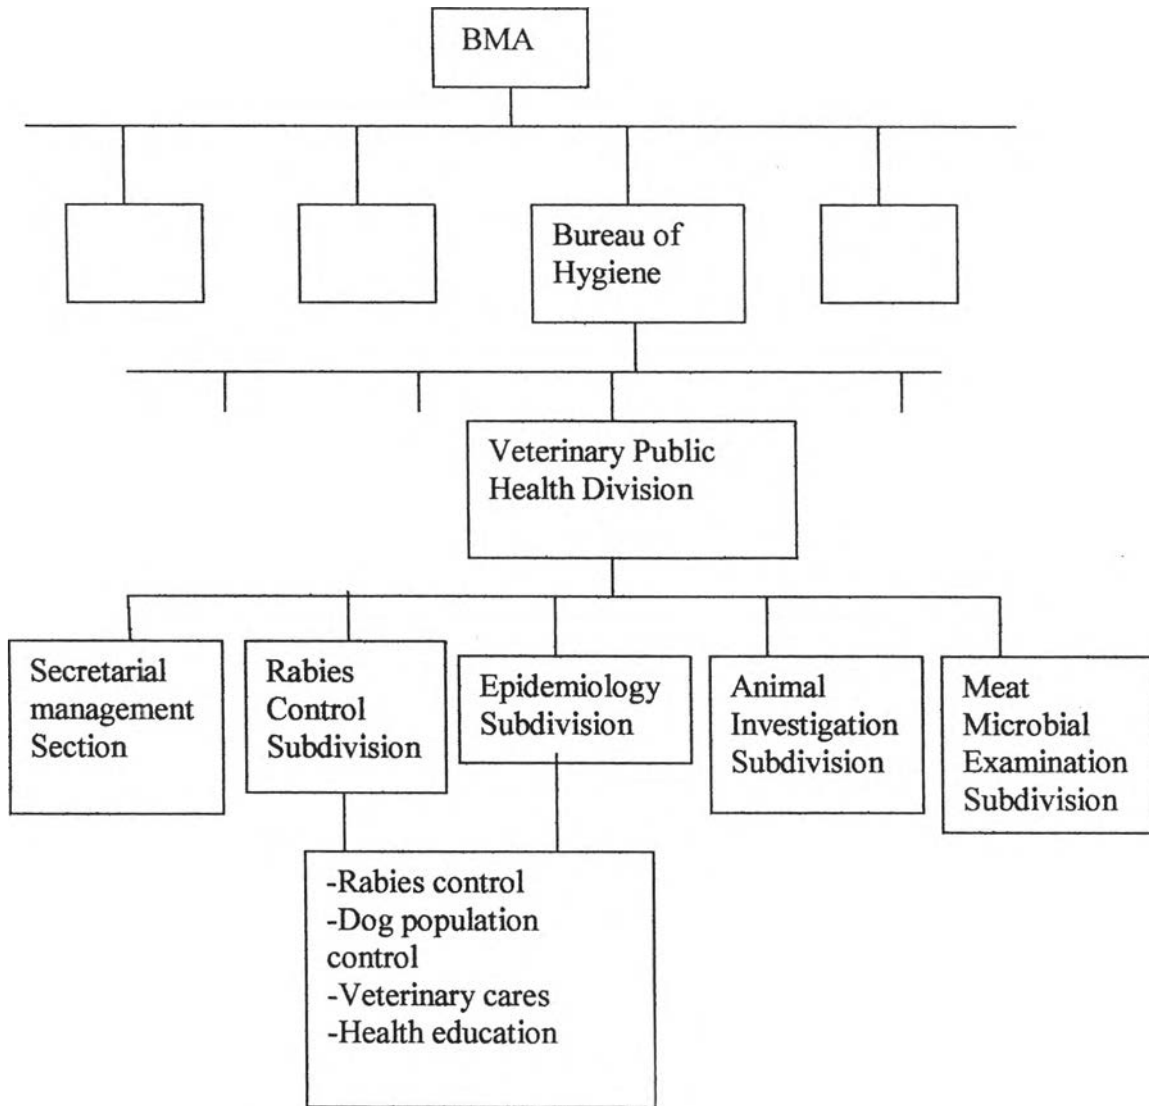 BMA
Bureau of
Hygiene
Veterinary Public
Health Division
Secretarial
management
Section
Rabies
Control
Subdivision
Epidemiology
Subdivision
Animal
Investigation
Subdivision
Meat
Microbial
Examination
Subdivision
-Rabies control
-Dog population
control
-Veterinary cares
-Health education